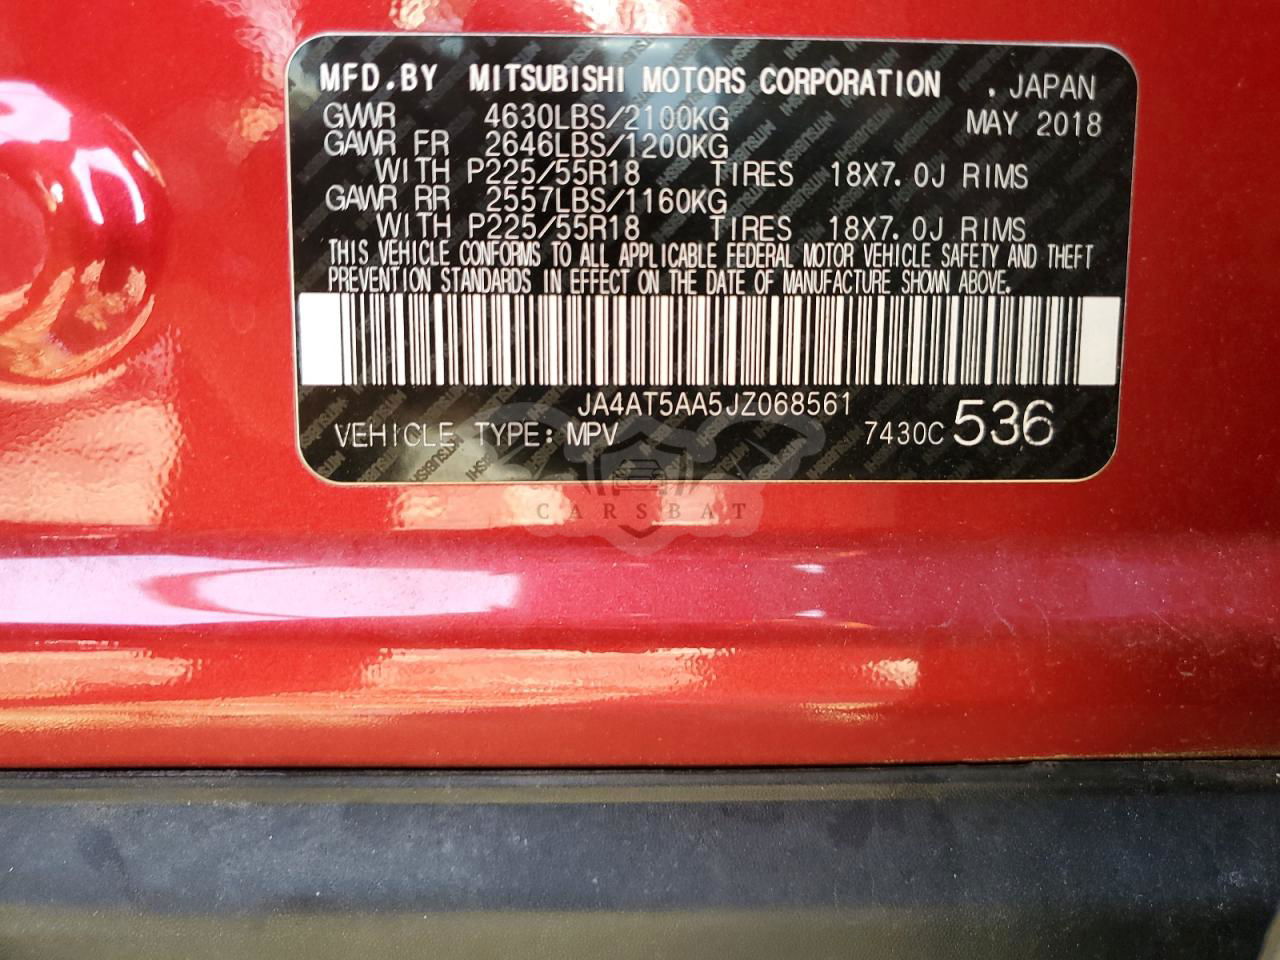 MFD.BY MITSUBISHI MOTORS CORPORATION . JAPAN
GVWR 4630LBS/2100KG MAY 2018
GAWR FR 2646LBS/1200KG
WITH P225/55R18 TIRES 18X7.0J RIMS
GAWR RR 2557LBS/1160KG
WITH P225/55R18 TIRES 18X7.0J RIMS
THIS VEHICLE CONFORMS TO ALL APPLICABLE FEDERAL MOTOR VEHICLE SAFETY AND THEFT
PREVENTION STANDARDS IN EFFECT ON THE DATE OF MANUFACTURE SHOWN ABOVE.
JA4AT5AA5JZ068561
VEHICLE TYPE: MPV 7430C 536
CARSBAT